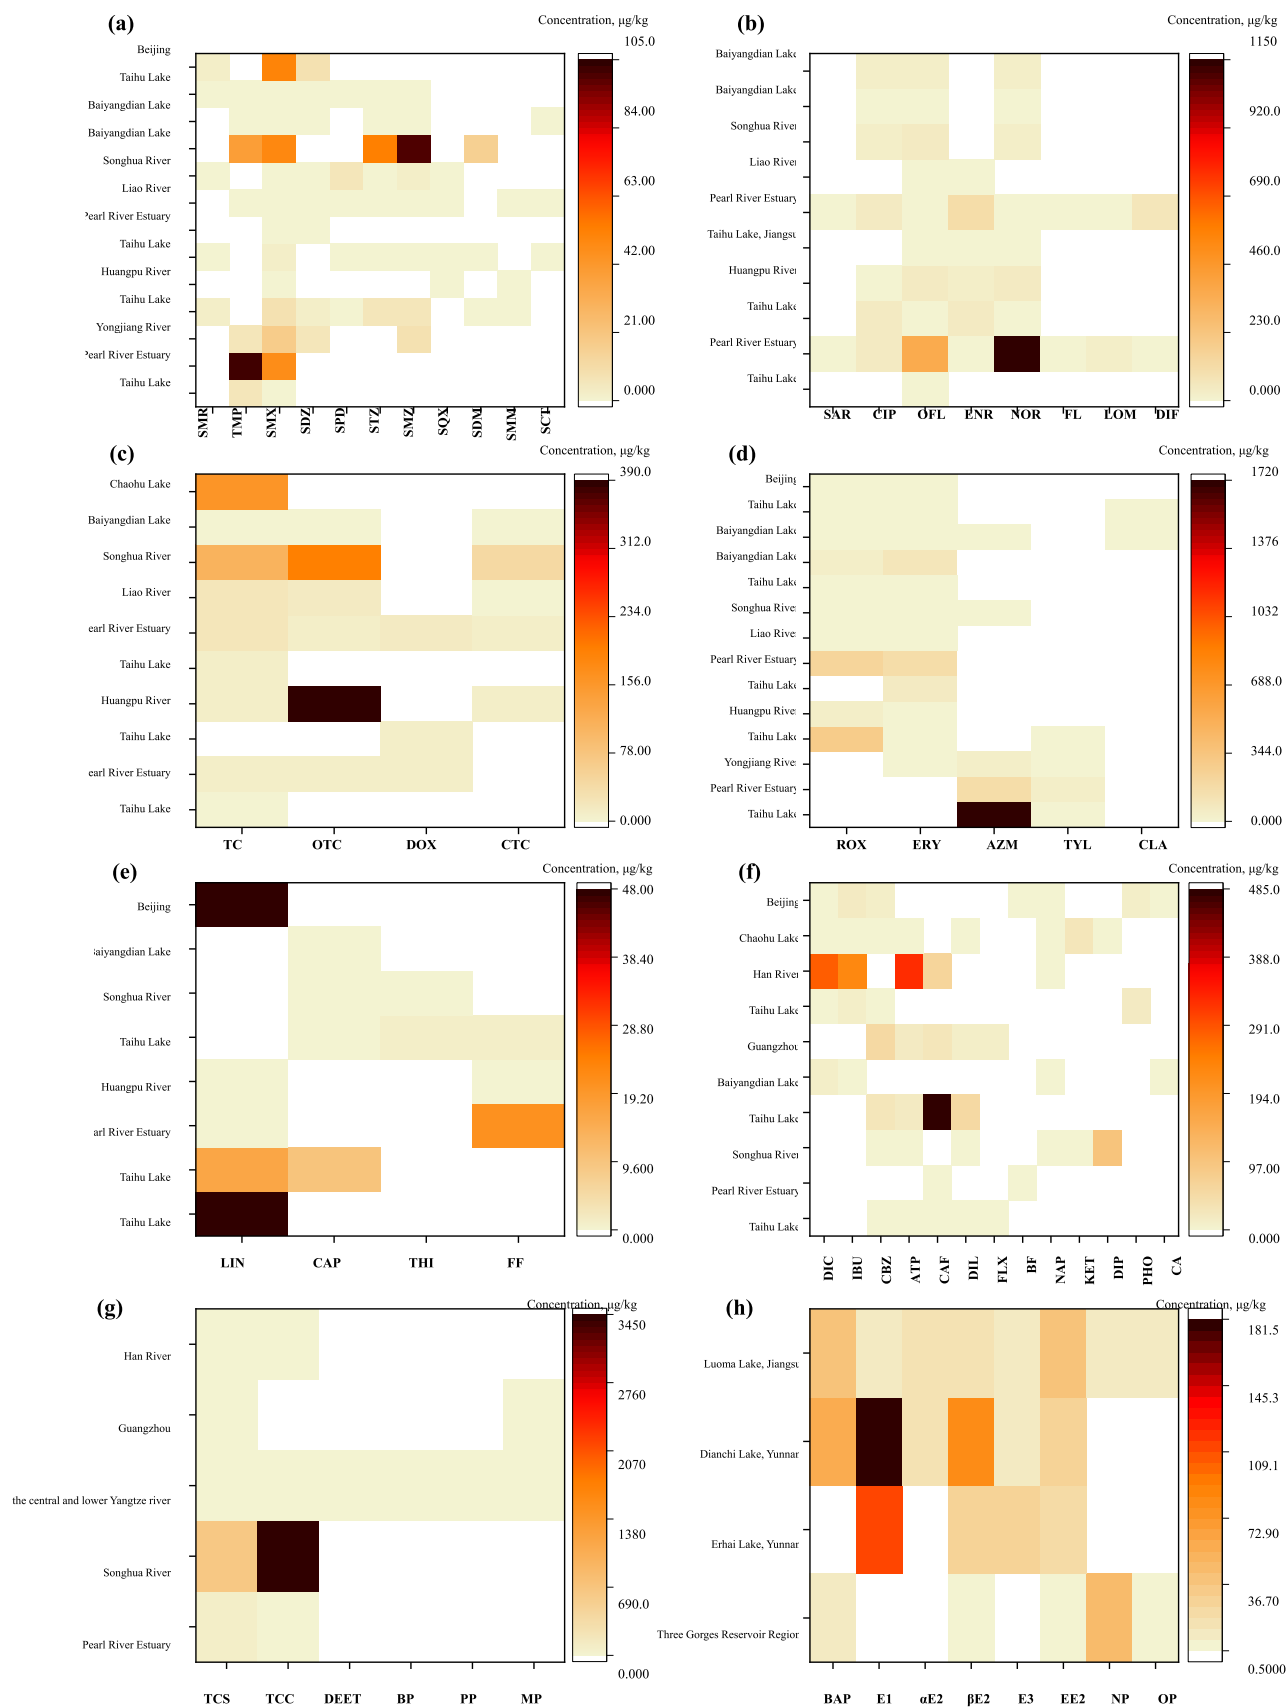 (a)
Concentration, µg/kg
Beijing
Taihu Lake
Baiyangdian Lake
Baiyangdian Lake
Songhua River
Liao River
Pearl River Estuary
Taihu Lake
Huangpu River
Taihu Lake
Yongjiang River
Pearl River Estuary
Taihu Lake
SMR TMP SMX SDZ SPD STZ SMZ SQX SDM SMM SCT
105.0
84.00
63.00
42.00
21.00
0.000
(b)
Concentration, µg/kg
Baiyangdian Lake
Baiyangdian Lake
Songhua River
Liao River
Pearl River Estuary
Taihu Lake, Jiangsu
Huangpu River
Taihu Lake
Pearl River Estuary
Taihu Lake
SAR CIP OFL ENR NOR FL LOM DIF
1150
920.0
690.0
460.0
230.0
0.000
(c)
Concentration, µg/kg
Chaohu Lake
Baiyangdian Lake
Songhua River
Liao River
earl River Estuary
Taihu Lake
Huangpu River
Taihu Lake
earl River Estuary
Taihu Lake
TC OTC DOX CTC
390.0
312.0
234.0
156.0
78.00
0.000
(d)
Concentration, µg/kg
Beijing
Taihu Lake
Baiyangdian Lake
Baiyangdian Lake
Taihu Lake
Songhua River
Liao River
Pearl River Estuary
Taihu Lake
Huangpu River
Taihu Lake
Yongjiang River
Pearl River Estuary
Taihu Lake
ROX ERY AZM TYL CLA
1720
1376
1032
688.0
344.0
0.000
(e)
Concentration, µg/kg
Beijing
aiyangdian Lake
Songhua River
Taihu Lake
Huangpu River
arl River Estuary
Taihu Lake
Taihu Lake
LIN CAP THI FF
48.00
38.40
28.80
19.20
9.600
0.000
(f)
Concentration, µg/kg
Beijing
Chaohu Lake
Han River
Taihu Lake
Guangzhou
Baiyangdian Lake
Taihu Lake
Songhua River
Pearl River Estuary
Taihu Lake
DIC IBU CBZ ATP CAF DIL FLX BF NAP KET DIP PHO CA
485.0
388.0
291.0
194.0
97.00
0.000
(g)
Concentration, µg/kg
Han River
Guangzhou
the central and lower Yangtze river
Songhua River
Pearl River Estuary
TCS TCC DEET BP PP MP
3450
2760
2070
1380
690.0
0.000
(h)
Concentration, µg/kg
Luoma Lake, Jiangsu
Dianchi Lake, Yunnan
Erhai Lake, Yunnan
Three Gorges Reservoir Region
BAP E1 αE2 βE2 E3 EE2 NP OP
181.5
145.3
109.1
72.90
36.70
0.5000